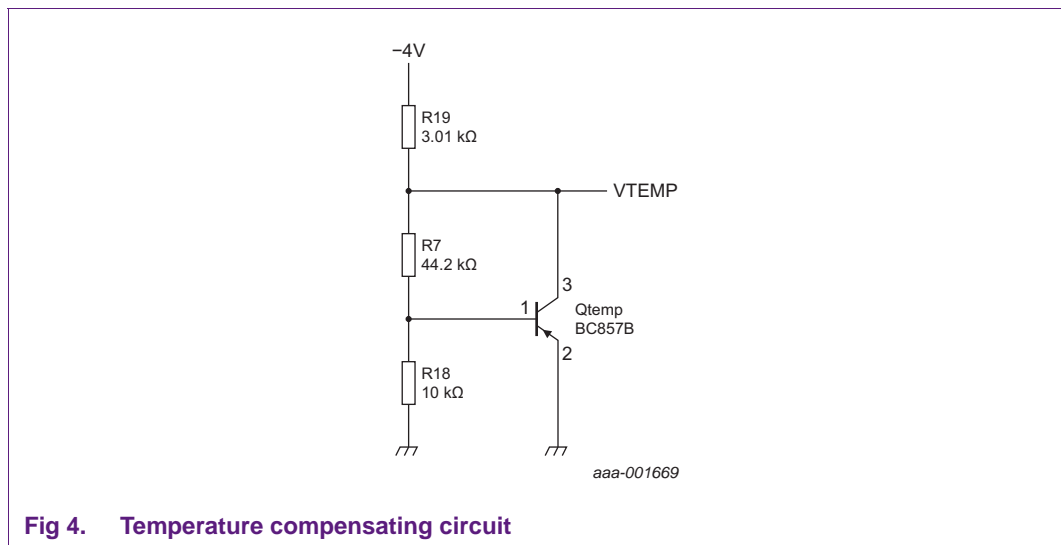 −4V
R19
3.01 kΩ
VTEMP
R7
44.2 kΩ
3
1
Qtemp
BC857B
2
R18
10 kΩ
aaa-001669
Fig 4. Temperature compensating circuit